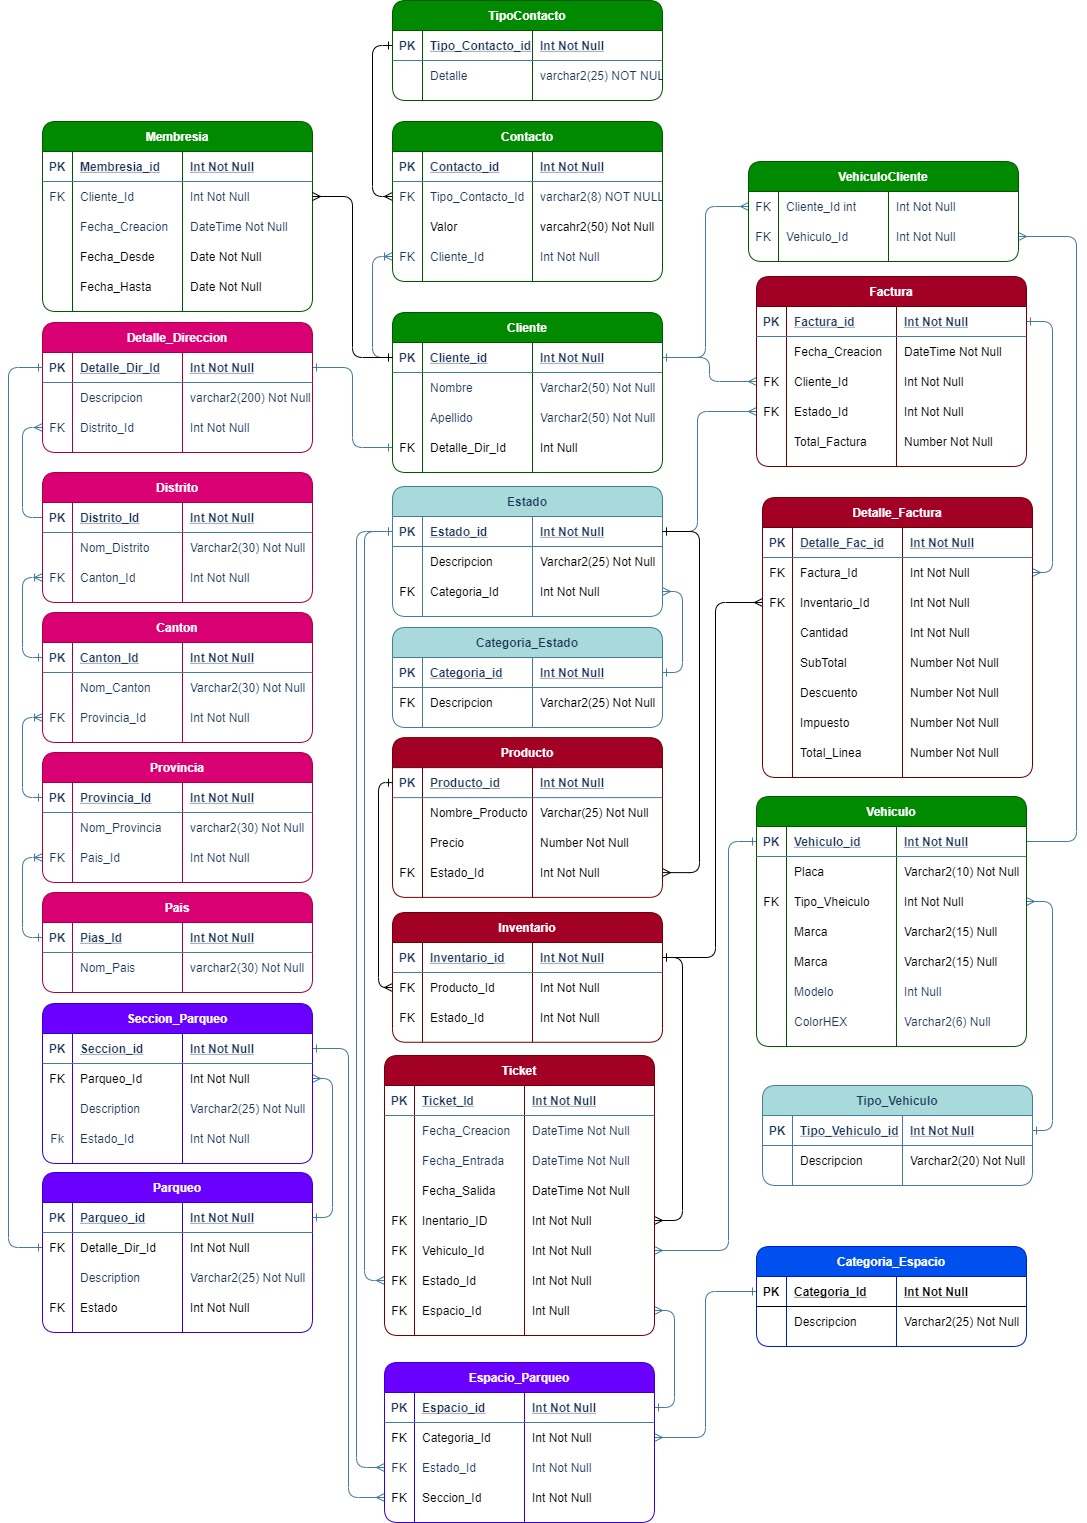 TipoContacto
PK Tipo_Contacto_id Int Not Null
Detalle varchar2(25) NOT NUL
Membresia
PK Membresia_id Int Not Null
FK Cliente_Id Int Not Null
Fecha_Creacion DateTime Not Null
Fecha_Desde Date Not Null
Fecha_Hasta Date Not Null
Contacto
PK Contacto_id Int Not Null
FK Tipo_Contacto_Id varchar2(8) NOT NULL
Valor varcahr2(50) Not Null
FK Cliente_Id Int Not Null
VehiculoCliente
FK Cliente_Id int Int Not Null
FK Vehiculo_Id Int Not Null
Factura
PK Factura_id Int Not Null
Fecha_Creacion DateTime Not Null
FK Cliente_Id Int Not Null
FK Estado_Id Int Not Null
Total_Factura Number Not Null
Detalle_Direccion
PK Detalle_Dir_Id Int Not Null
Descripcion varchar2(200) Not Null
FK Distrito_Id Int Not Null
Cliente
PK Cliente_id Int Not Null
Nombre Varchar2(50) Not Null
Apellido Varchar2(50) Not Null
FK Detalle_Dir_Id Int Null
Distrito
PK Distrito_Id Int Not Null
Nom_Distrito Varchar2(30) Not Null
FK Canton_Id Int Not Null
Estado
PK Estado_id Int Not Null
Descripcion Varchar2(25) Not Null
FK Categoria_Id Int Not Null
Detalle_Factura
PK Detalle_Fac_id Int Not Null
FK Factura_Id Int Not Null
FK Inventario_Id Int Not Null
Cantidad Int Not Null
SubTotal Number Not Null
Descuento Number Not Null
Impuesto Number Not Null
Total_Linea Number Not Null
Canton
PK Canton_Id Int Not Null
Nom_Canton Varchar2(30) Not Null
FK Provincia_Id Int Not Null
Categoria_Estado
PK Categoria_id Int Not Null
FK Descripcion Varchar2(25) Not Null
Provincia
PK Provincia_Id Int Not Null
Nom_Provincia varchar2(30) Not Null
FK Pais_Id Int Not Null
Producto
PK Producto_id Int Not Null
Nombre_Producto Varchar(25) Not Null
Precio Number Not Null
FK Estado_Id Int Not Null
Vehiculo
PK Vehiculo_id Int Not Null
Placa Varchar2(10) Not Null
FK Tipo_Vheiculo Int Not Null
Marca Varchar2(15) Null
Marca Varchar2(15) Null
Modelo Int Null
ColorHEX Varchar2(6) Null
Pais
PK Pias_Id Int Not Null
Nom_Pais varchar2(30) Not Null
Inventario
PK Inventario_id Int Not Null
FK Producto_Id Int Not Null
FK Estado_Id Int Not Null
Seccion_Parqueo
PK Seccion_id Int Not Null
FK Parqueo_Id Int Not Null
Description Varchar2(25) Not Null
Fk Estado_Id Int Not Null
Ticket
PK Ticket_Id Int Not Null
Fecha_Creacion DateTime Not Null
Fecha_Entrada DateTime Not Null
Fecha_Salida DateTime Not Null
FK Inentario_ID Int Not Null
FK Vehiculo_Id Int Not Null
FK Estado_Id Int Not Null
FK Espacio_Id Int Null
Tipo_Vehiculo
PK Tipo_Vehiculo_id Int Not Null
Descripcion Varchar2(20) Not Null
Parqueo
PK Parqueo_id Int Not Null
FK Detalle_Dir_Id Int Not Null
Description Varchar2(25) Not Null
FK Estado Int Not Null
Categoria_Espacio
PK Categoria_Id Int Not Null
Descripcion Varchar2(25) Not Null
Espacio_Parqueo
PK Espacio_id Int Not Null
FK Categoria_Id Int Not Null
FK Estado_Id Int Not Null
FK Seccion_Id Int Not Null